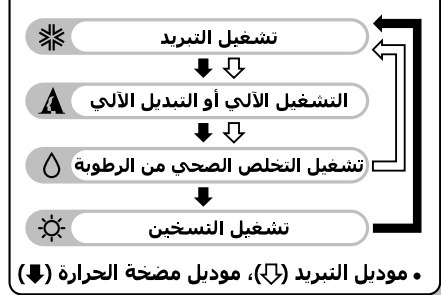 تشغيل التبريد
التشغيل الآلي أو التبديل الآلي
تشغيل التخلص الصحي من الرطوبة
تشغيل التسخين
• موديل التبريد (⇩)، موديل مضخة الحرارة (⬇)